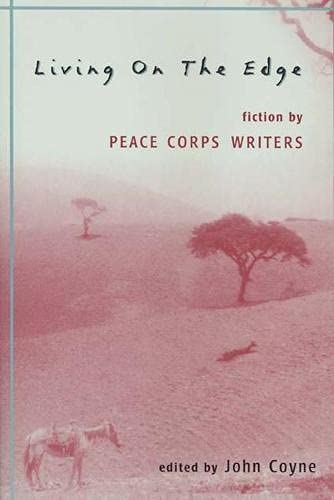 Living On The Edge
fiction by
PEACE CORPS WRITERS
edited by John Coyne